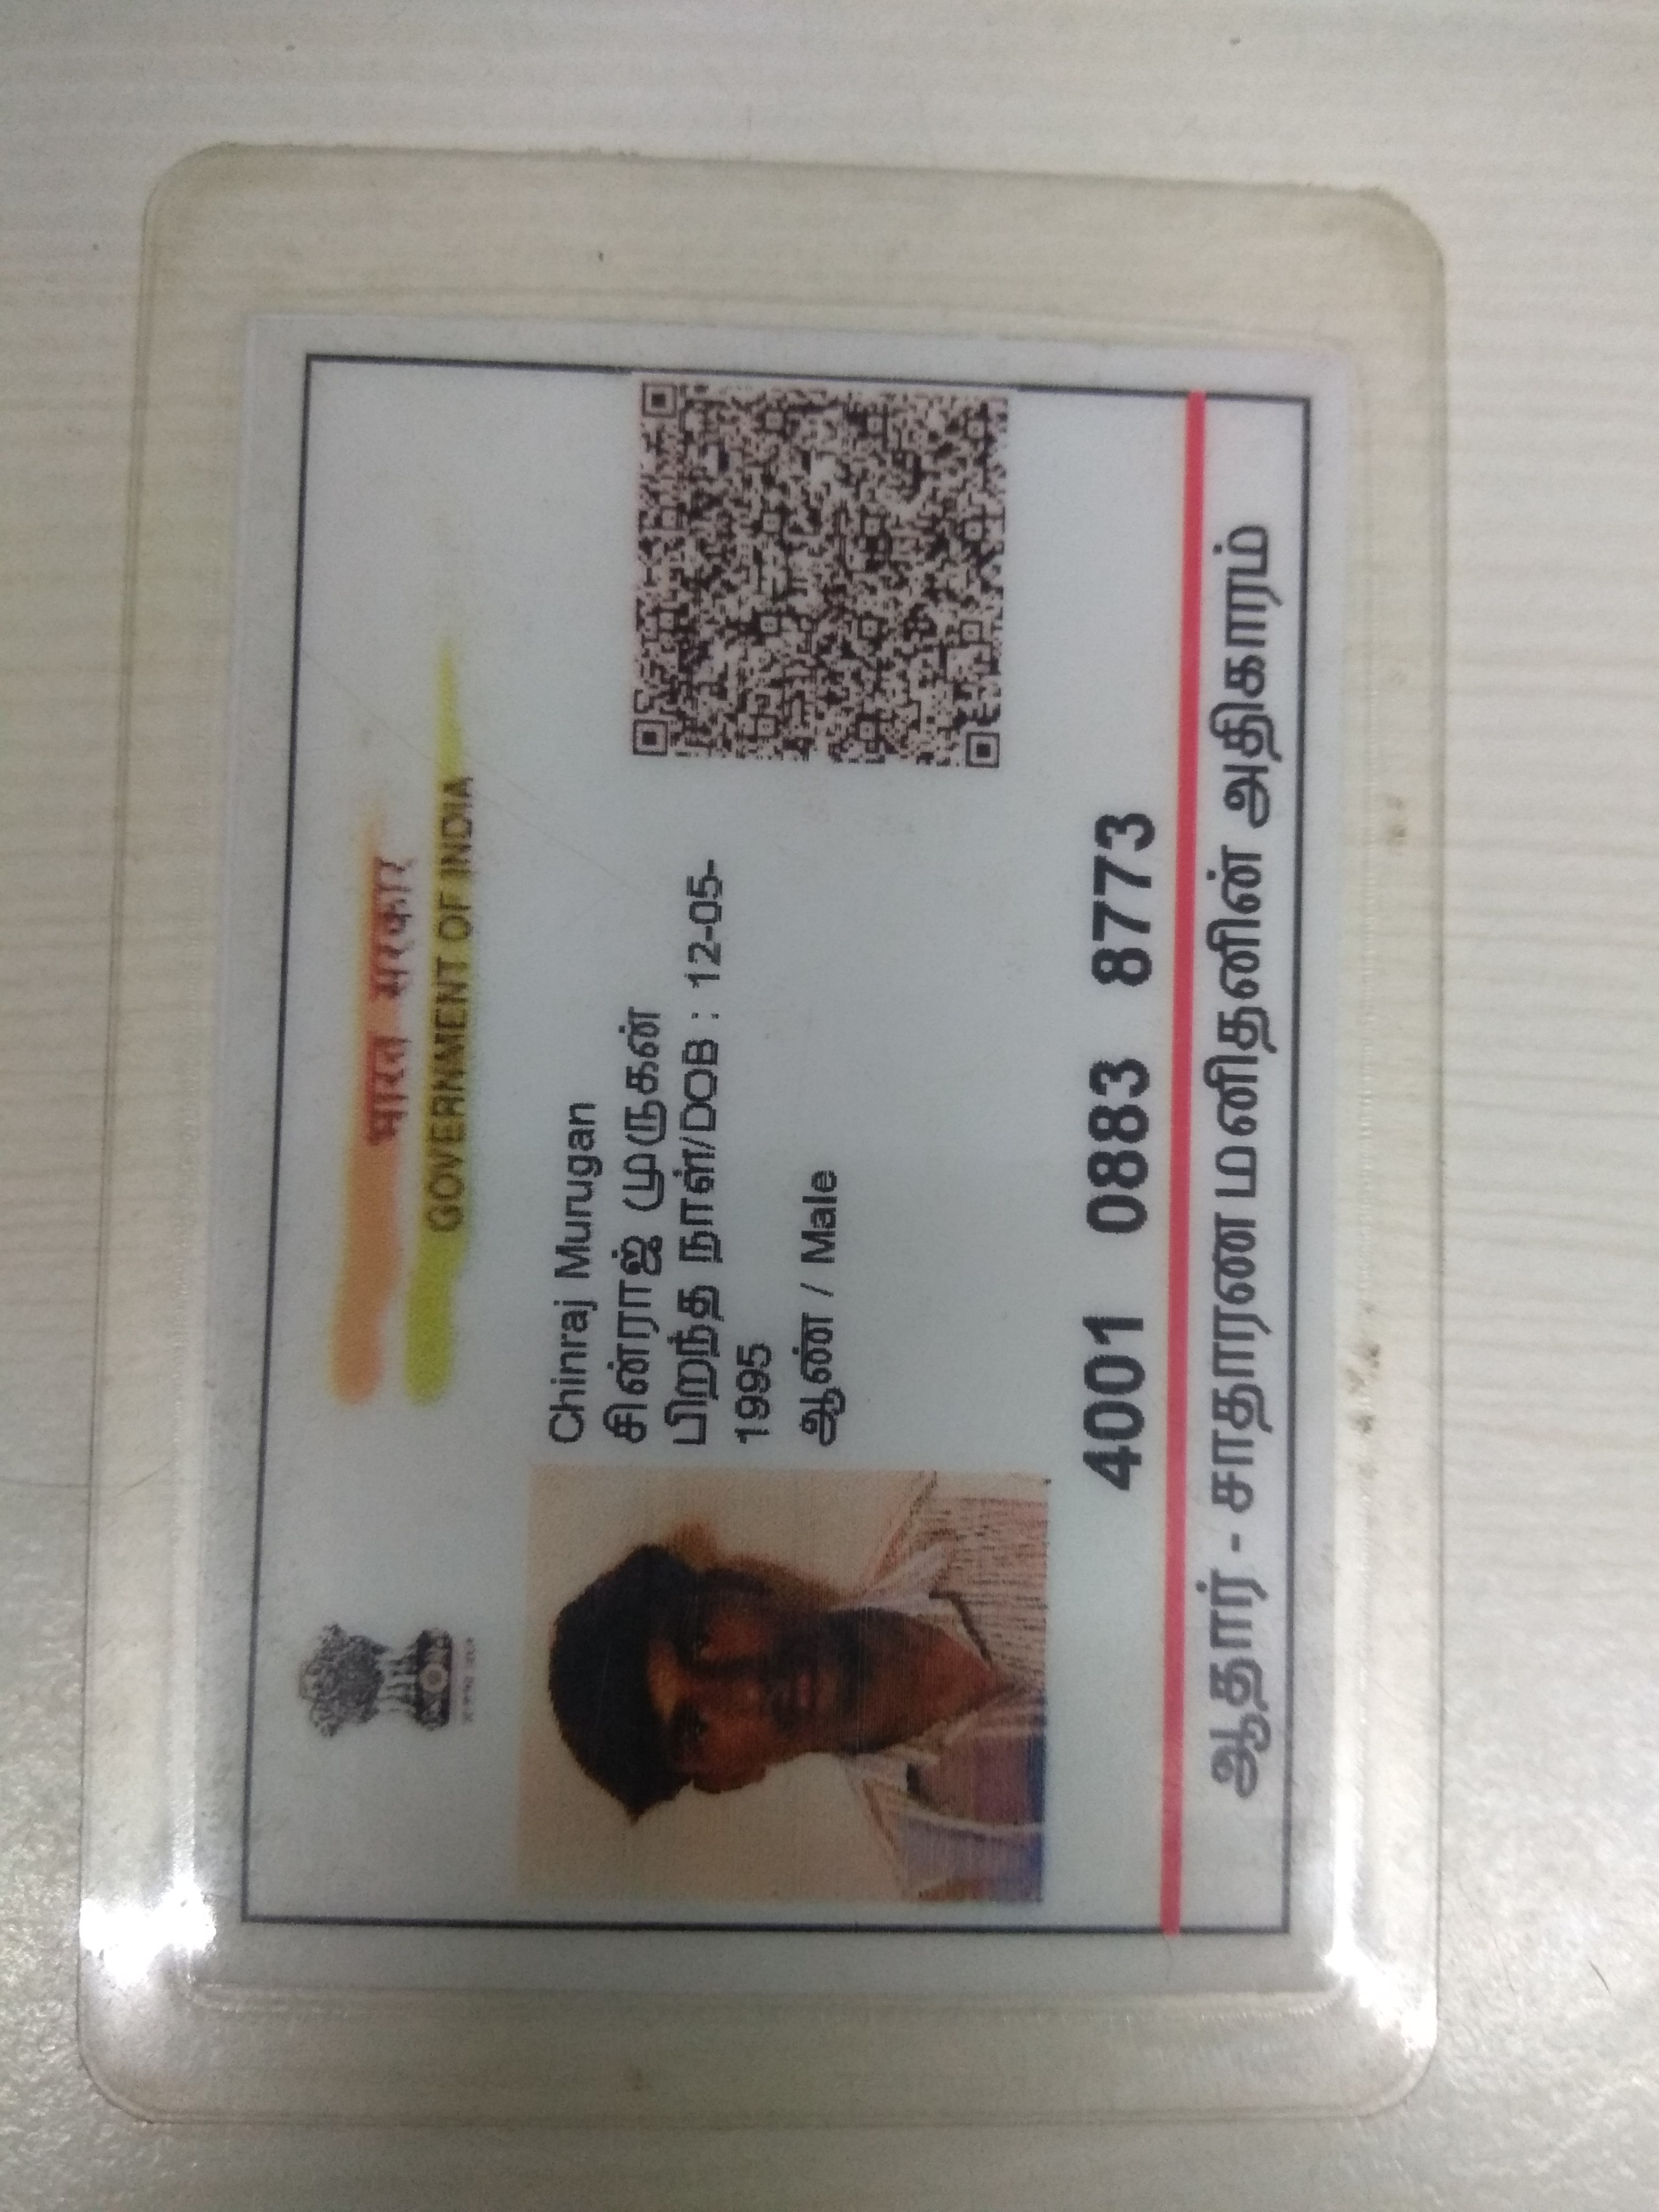 भारत सरकार
GOVERNMENT OF INDIA
Chinraj Murugan
சின்ராஜ் முருகன்
பிறந்த நாள்/DOB : 12-05-
1995
ஆண் / Male
4001 0883 8773
ஆதார் - சாதாரண மனிதனின் அதிகாரம்